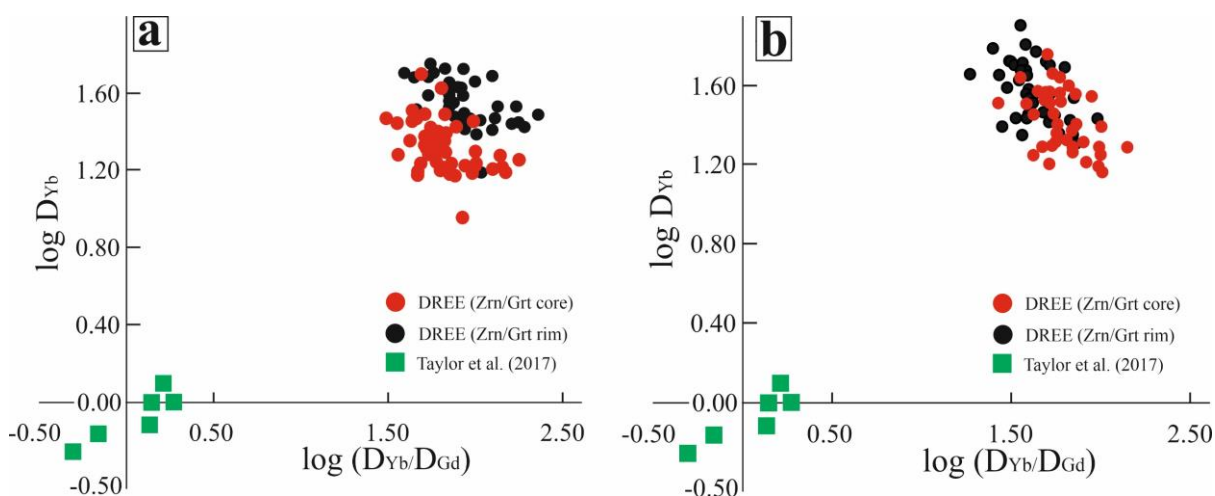 a
log DYb
1.60
1.20
0.80
0.40
0.00
-0.50
-0.50
0.50
1.50
2.50
log (DYb/DGd)
DREE (Zrn/Grt core)
DREE (Zrn/Grt rim)
Taylor et al. (2017)
b
log DYb
1.60
1.20
0.80
0.40
0.00
-0.50
-0.50
0.50
1.50
2.50
log (DYb/DGd)
DREE (Zrn/Grt core)
DREE (Zrn/Grt rim)
Taylor et al. (2017)